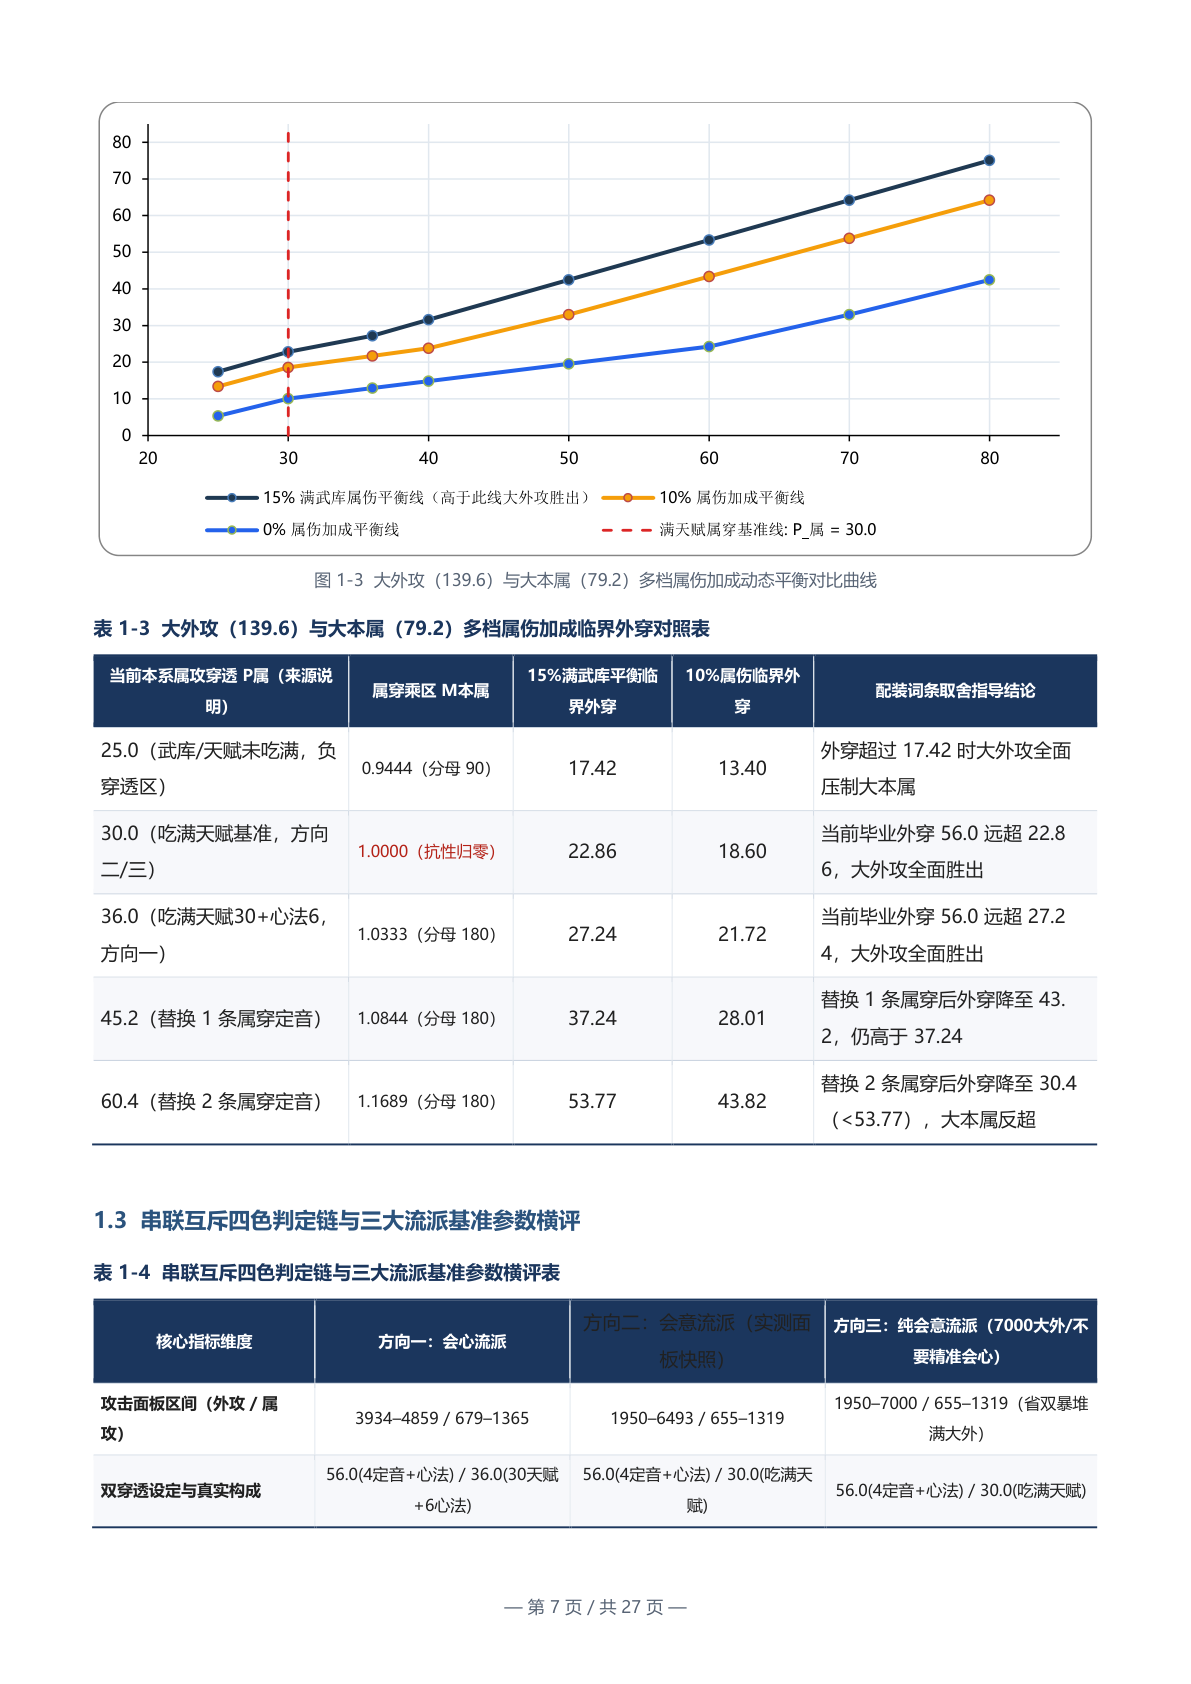 80
70
60
50
40
30
20
10
0
20 30 40 50 60 70 80
15% 满武库属伤平衡线（高于此线大外攻胜出） 10% 属伤加成平衡线
0% 属伤加成平衡线 满天赋属穿基准线: P_属 = 30.0
图 1-3 大外攻（139.6）与大本属（79.2）多档属伤加成动态平衡对比曲线
表 1-3 大外攻（139.6）与大本属（79.2）多档属伤加成临界外穿对照表
当前本系属攻穿透 P属（来源说
明）
属穿乘区 M本属
15%满武库平衡临
界外穿
10%属伤临界外
穿
配装词条取舍指导结论
25.0（武库/天赋未吃满，负
穿透区）
0.9444（分母 90）
17.42
13.40
外穿超过 17.42 时大外攻全面
压制大本属
30.0（吃满天赋基准，方向
二/三）
1.0000（抗性归零）
22.86
18.60
当前毕业外穿 56.0 远超 22.8
6，大外攻全面胜出
36.0（吃满天赋30+心法6，
方向一）
1.0333（分母 180）
27.24
21.72
当前毕业外穿 56.0 远超 27.2
4，大外攻全面胜出
45.2（替换 1 条属穿定音）
1.0844（分母 180）
37.24
28.01
替换 1 条属穿后外穿降至 43.
2，仍高于 37.24
60.4（替换 2 条属穿定音）
1.1689（分母 180）
53.77
43.82
替换 2 条属穿后外穿降至 30.4
（<53.77），大本属反超
1.3 串联互斥四色判定链与三大流派基准参数横评
表 1-4 串联互斥四色判定链与三大流派基准参数横评表
核心指标维度
方向一：会心流派
方向二：会意流派（实测面
板快照）
方向三：纯会意流派（7000大外/不
要精准会心）
攻击面板区间（外攻 / 属
攻）
3934–4859 / 679–1365
1950–6493 / 655–1319
1950–7000 / 655–1319（省双暴堆
满大外）
双穿透设定与真实构成
56.0(4定音+心法) / 36.0(30天赋
+6心法)
56.0(4定音+心法) / 30.0(吃满天
赋)
56.0(4定音+心法) / 30.0(吃满天赋)
— 第 7 页 / 共 27 页 —